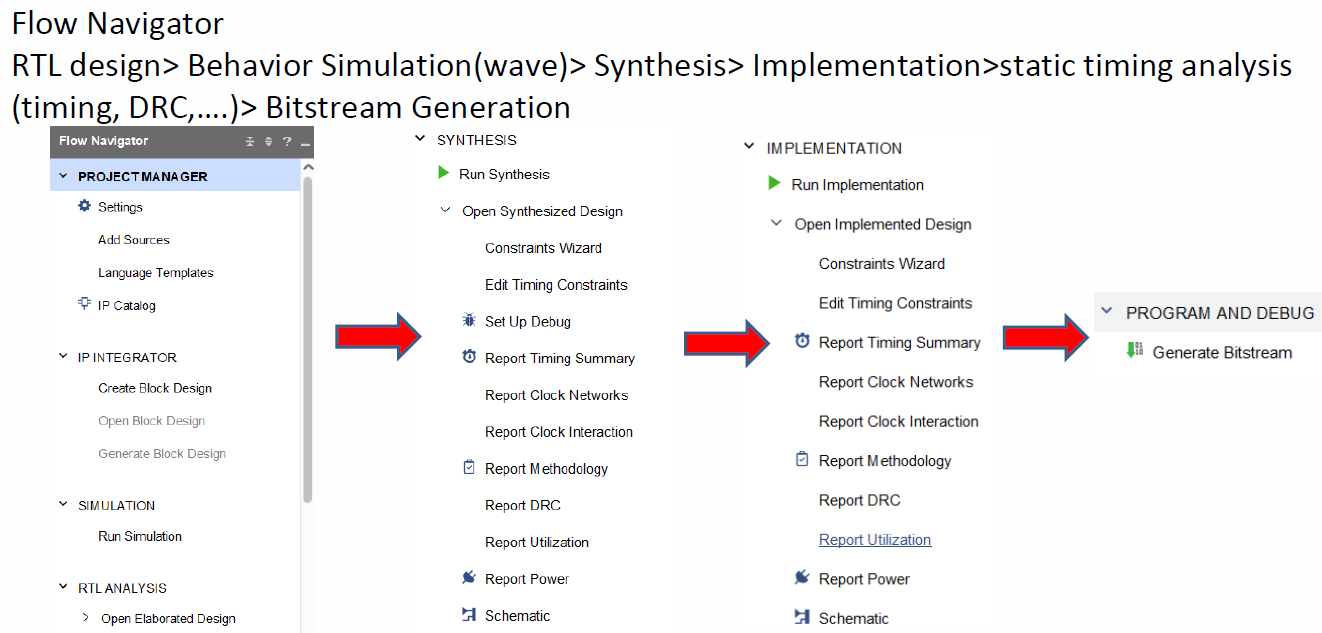 Flow Navigator
RTL design> Behavior Simulation(wave)> Synthesis> Implementation>static timing analysis
(timing, DRC,....)> Bitstream Generation
Flow Navigator
?
PROJECT MANAGER
Settings
Add Sources
Language Templates
IP Catalog
IP INTEGRATOR
Create Block Design
Open Block Design
Generate Block Design
SIMULATION
Run Simulation
RTL ANALYSIS
Open Elaborated Design
SYNTHESIS
Run Synthesis
Open Synthesized Design
Constraints Wizard
Edit Timing Constraints
Set Up Debug
Report Timing Summary
Report Clock Networks
Report Clock Interaction
Report Methodology
Report DRC
Report Utilization
Report Power
Schematic
IMPLEMENTATION
Run Implementation
Open Implemented Design
Constraints Wizard
Edit Timing Constraints
Report Timing Summary
Report Clock Networks
Report Clock Interaction
Report Methodology
Report DRC
Report Utilization
Report Power
Schematic
PROGRAM AND DEBUG
Generate Bitstream